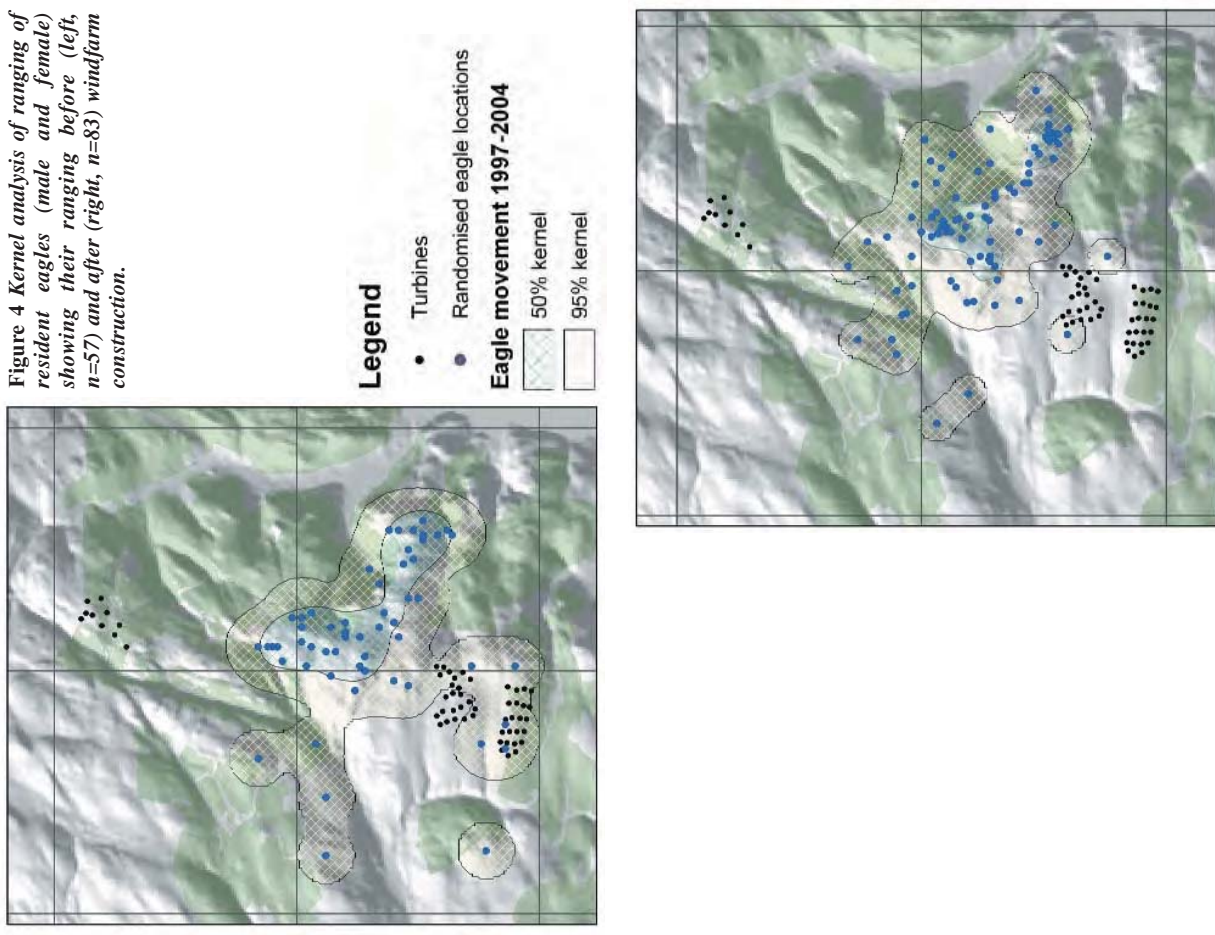 Figure 4 Kernel analysis of ranging of
resident eagles (male and female)
showing their ranging before (left,
n=57) and after (right, n=83) windfarm
construction.
Legend
Turbines
Randomised eagle locations
Eagle movement 1997-2004
50% kernel
95% kernel